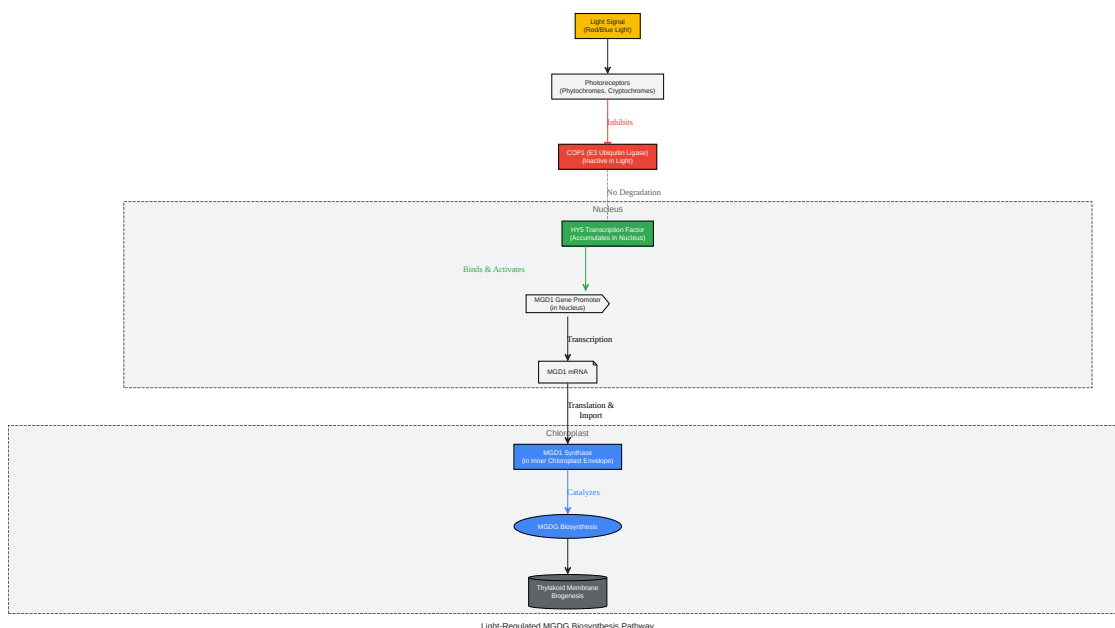 Light Signal
(Red/Blue Light)
Photoreceptors
(Phytochromes, Cryptochromes)
Inhibits
COP1 (E3 Ubiquitin Ligase)
(Inactive in Light)
No Degradation
Nucleus
HY5 Transcription Factor
(Accumulates in Nucleus)
Binds & Activates
MGD1 Gene Promoter
(in Nucleus)
Transcription
MGD1 mRNA
Translation &
Import
Chloroplast
MGD1 Synthase
(in Inner Chloroplast Envelope)
Catalyzes
MGDG Biosynthesis
Thylakoid Membrane
Biogenesis
Light-Regulated MGDG Biosynthesis Pathway